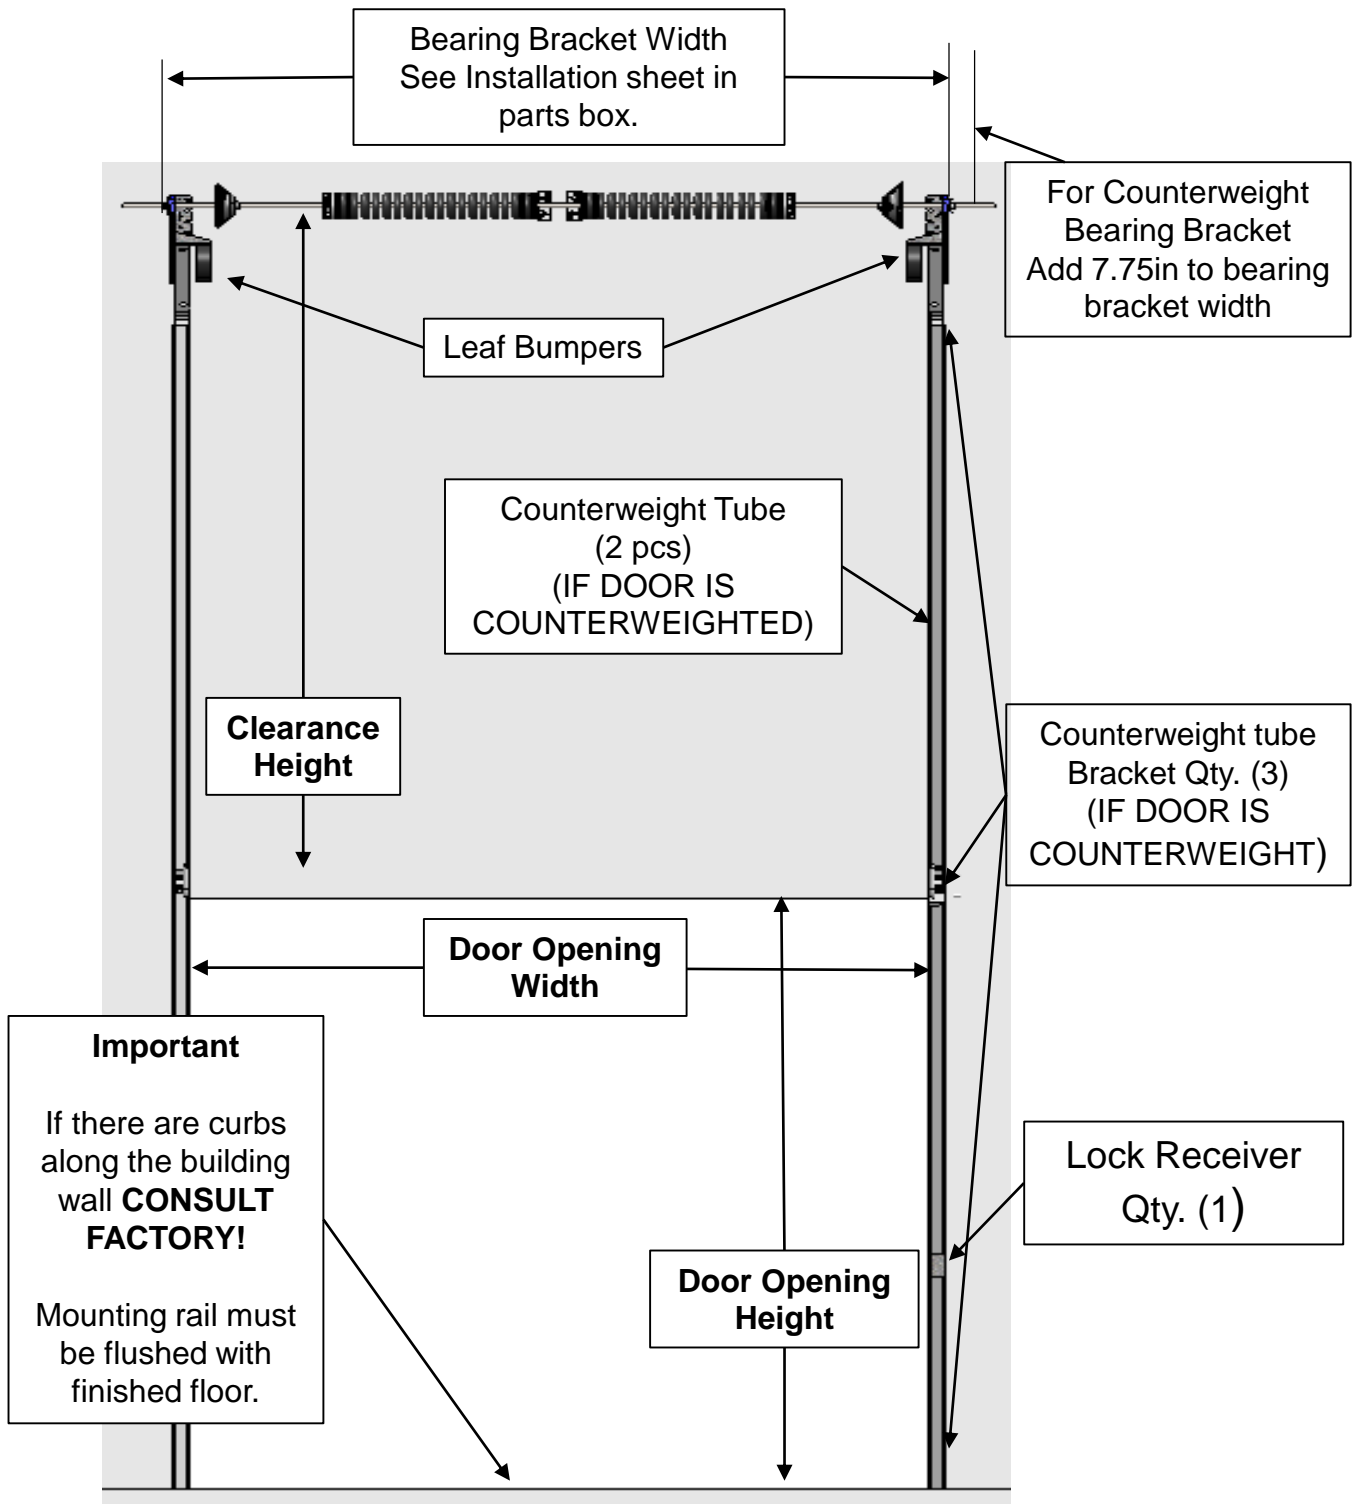 Bearing Bracket Width
See Installation sheet in
parts box.
For Counterweight
Bearing Bracket
Add 7.75in to bearing
bracket width
Leaf Bumpers
Counterweight Tube
(2 pcs)
(IF DOOR IS
COUNTERWEIGHTED)
Clearance
Height
Counterweight tube
Bracket Qty. (3)
(IF DOOR IS
COUNTERWEIGHT)
Door Opening
Width
Important
If there are curbs
along the building
wall CONSULT
FACTORY!
Mounting rail must
be flushed with
finished floor.
Lock Receiver
Qty. (1)
Door Opening
Height